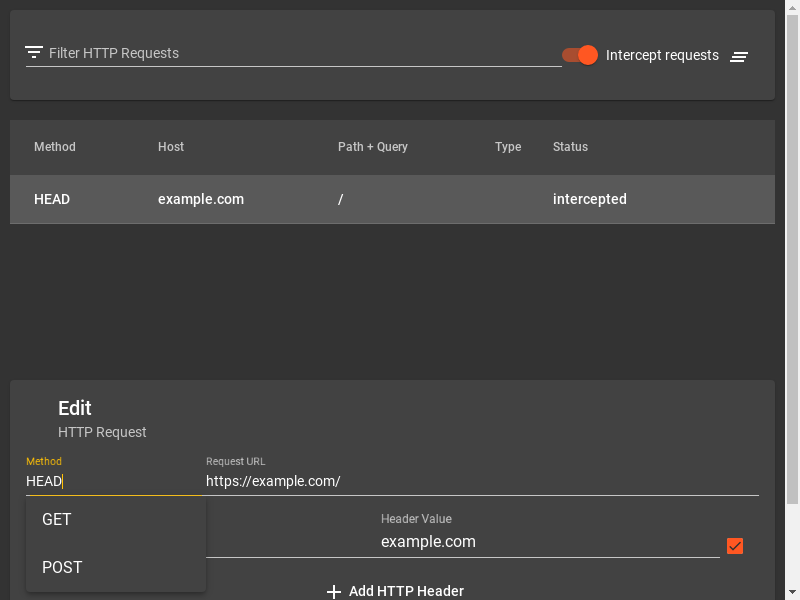 Filter HTTP Requests
Intercept requests
Method Host Path + Query Type Status
HEAD example.com / intercepted
Edit
HTTP Request
Method Request URL
HEAD https://example.com/
GET
Header Value
example.com
POST
Add HTTP Header